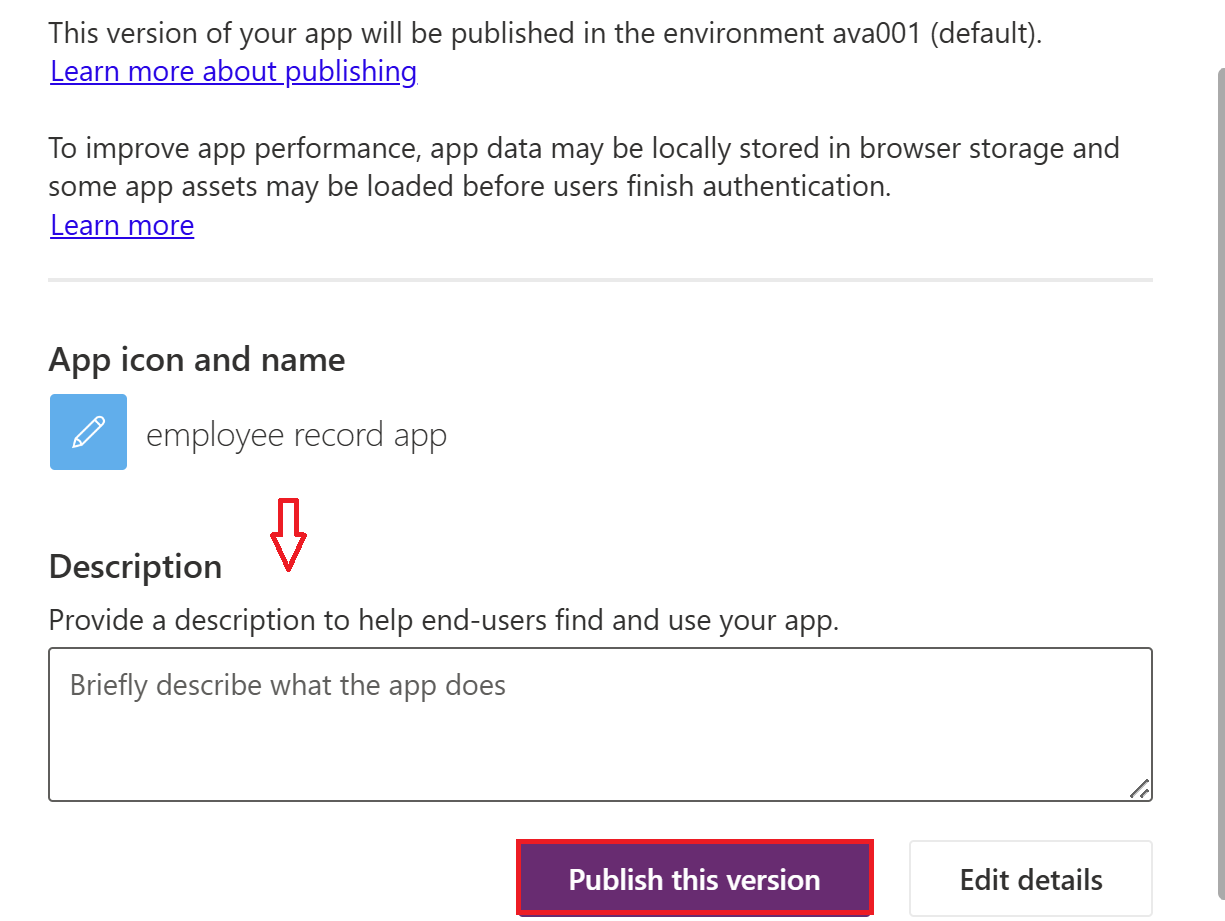 This version of your app will be published in the environment ava001 (default).
Learn more about publishing
To improve app performance, app data may be locally stored in browser storage and
some app assets may be loaded before users finish authentication.
Learn more
App icon and name
employee record app
Description
Provide a description to help end-users find and use your app.
Briefly describe what the app does
Publish this version
Edit details